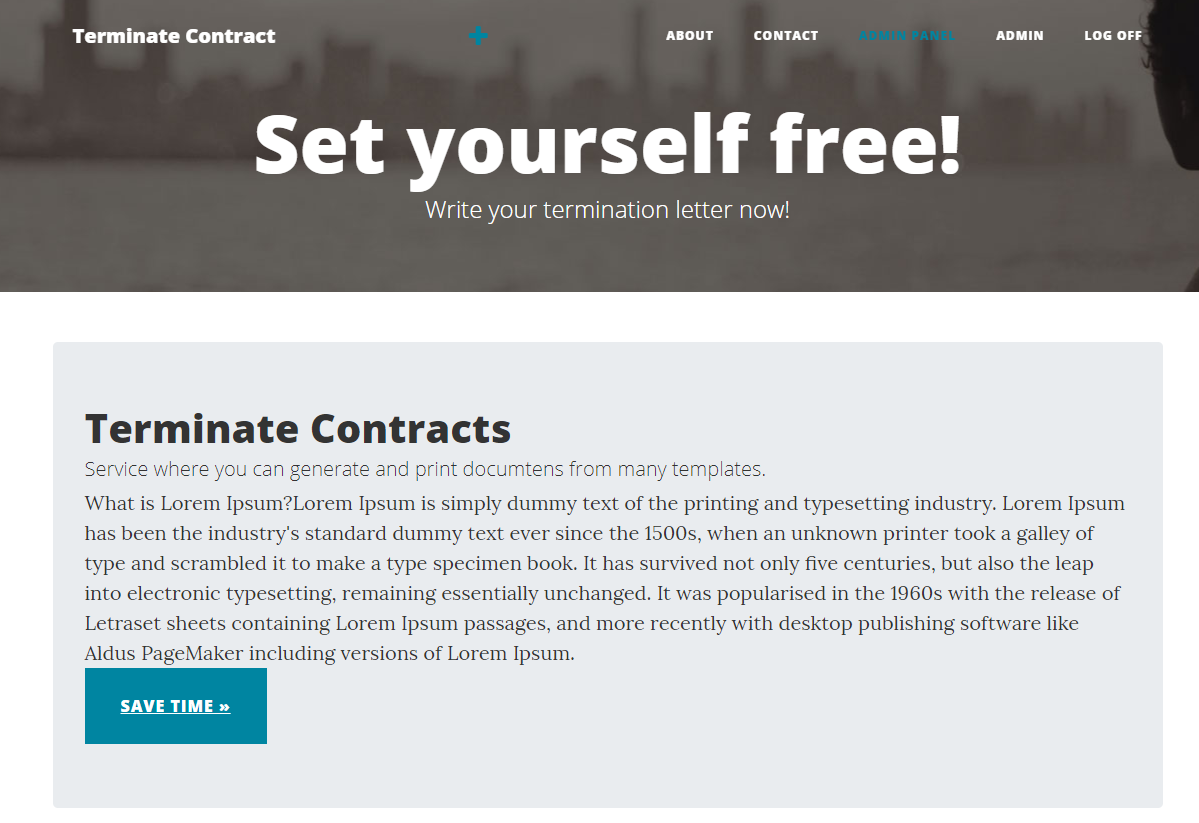 Terminate Contract + ABOUT CONTACT ADMIN PANEL ADMIN LOG OFF
Set yourself free!
Write your termination letter now!
Terminate Contracts
Service where you can generate and print documtens from many templates.
What is Lorem Ipsum?Lorem Ipsum is simply dummy text of the printing and typesetting industry. Lorem Ipsum
has been the industry's standard dummy text ever since the 1500s, when an unknown printer took a galley of
type and scrambled it to make a type specimen book. It has survived not only five centuries, but also the leap
into electronic typesetting, remaining essentially unchanged. It was popularised in the 1960s with the release of
Letraset sheets containing Lorem Ipsum passages, and more recently with desktop publishing software like
Aldus PageMaker including versions of Lorem Ipsum.
SAVE TIME »